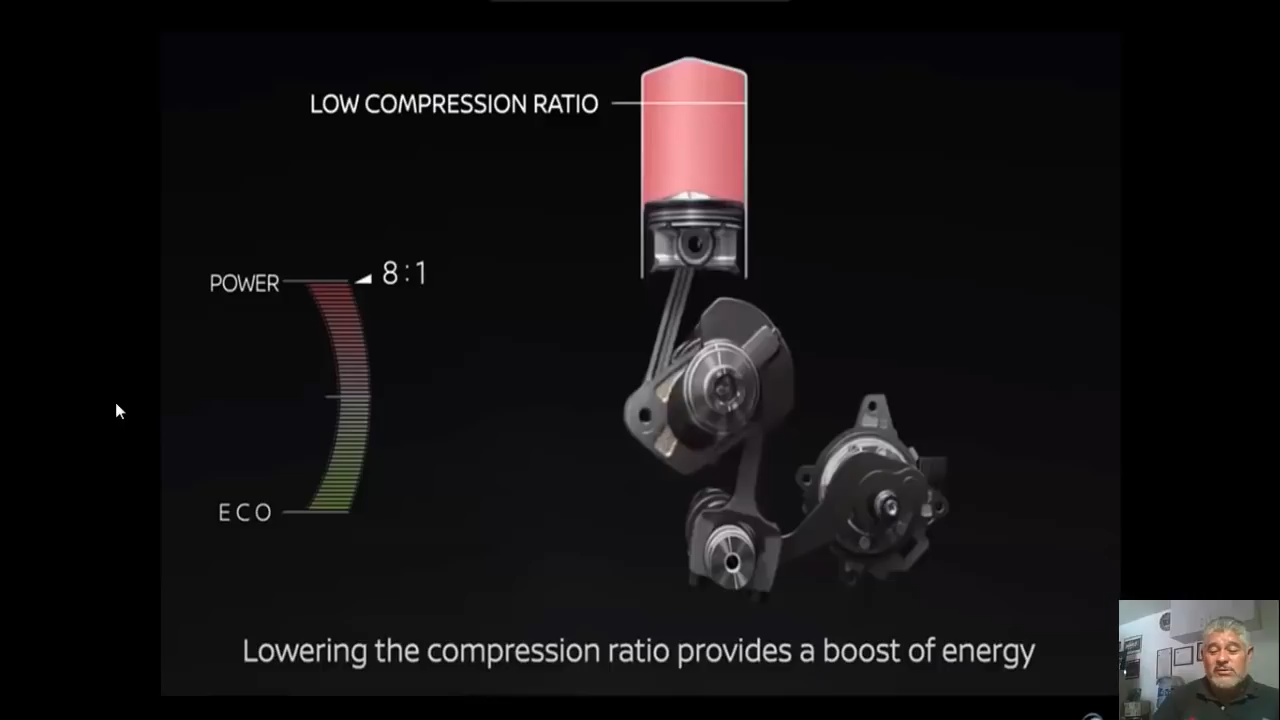 LOW COMPRESSION RATIO
POWER
8:1
ECO
Lowering the compression ratio provides a boost of energy